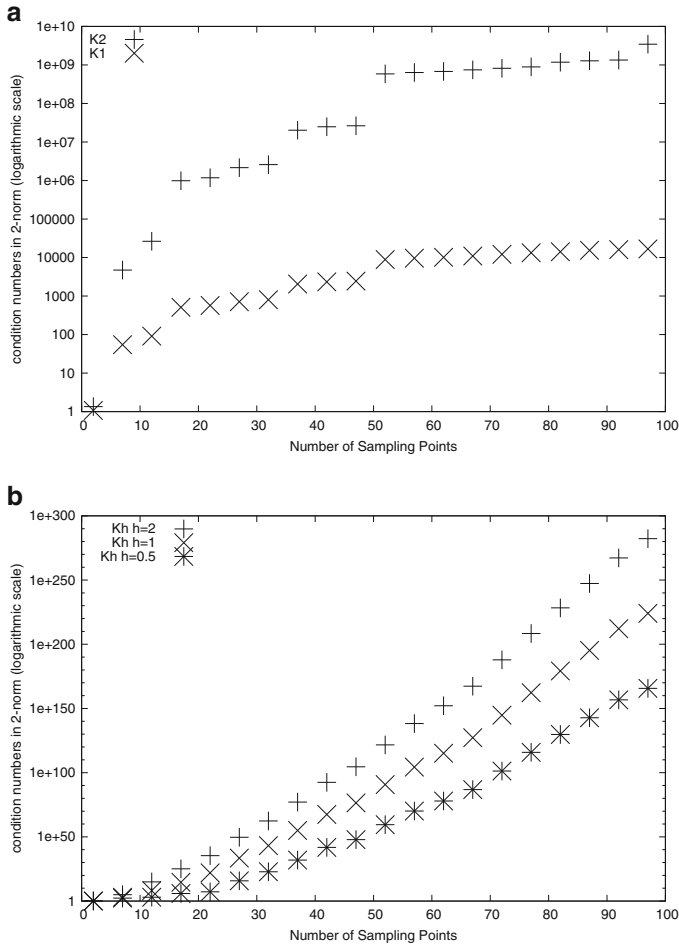 a
condition numbers in 2-norm (logarithmic scale)
1e+10
1e+09
1e+08
1e+07
1e+06
100000
10000
1000
100
10
1
K2
K1
0 10 20 30 40 50 60 70 80 90 100
Number of Sampling Points
b
condition numbers in 2-norm (logarithmic scale)
1e+300
1e+250
1e+200
1e+150
1e+100
1e+50
1
Kh h=2
Kh h=1
Kh h=0.5
0 10 20 30 40 50 60 70 80 90 100
Number of Sampling Points